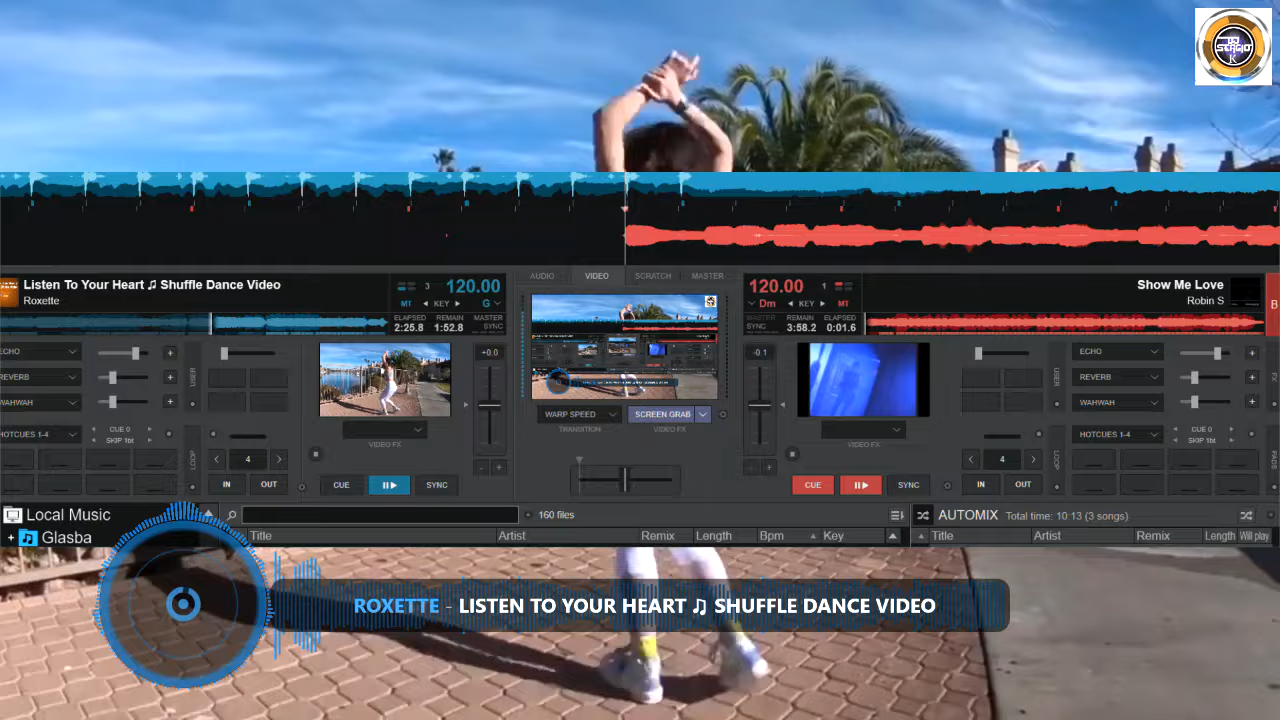 DJ
SERGIO
K
AUDIO VIDEO SCRATCH MASTER
Listen To Your Heart ♫ Shuffle Dance Video
Roxette
3 120.00
MT ◀ KEY ▶ G
ELAPSED REMAIN MASTER
2:25.8 1:52.8 SYNC
120.00 1
Dm ◀ KEY ▶ MT
MASTER REMAIN ELAPSED
SYNC 3:58.2 0:01.6
Show Me Love
Robin S
B
ECHO
REVERB
WAHWAH
HOTCUES 1-4
CUE 0
SKIP 1bt
USER
LOOP
4
IN OUT
VIDEO FX
CUE SYNC
+0.0
WARP SPEED
TRANSITION
SCREEN GRAB
VIDEO FX
-0.1
VIDEO FX
CUE SYNC
4
IN OUT
USER
LOOP
ECHO
REVERB
WAHWAH
HOTCUES 1-4
CUE 0
SKIP 1bt
FX
PADS
Local Music
+ Glasba
160 files
Title Artist Remix Length Bpm Key
AUTOMIX Total time: 10:13 (3 songs)
Title Artist Remix Length Will play
ROXETTE - LISTEN TO YOUR HEART ♫ SHUFFLE DANCE VIDEO